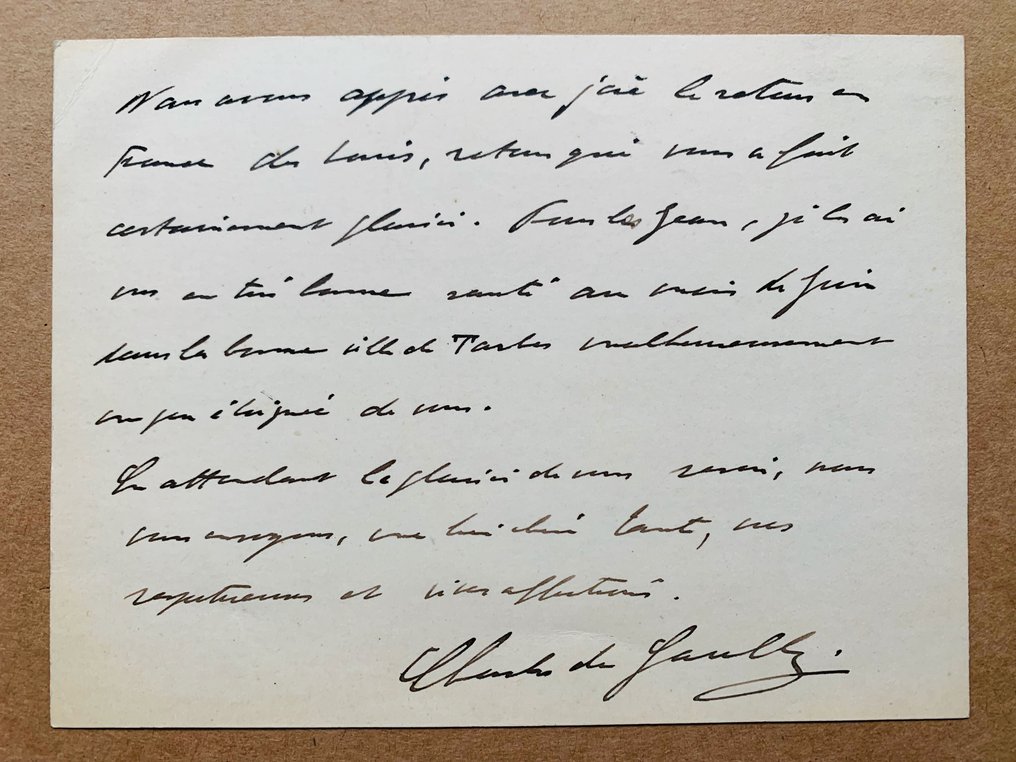 Nous avons appris avec joie le retour en
France des Louis, retour qui vous a fait
certainement plaisir. Tous les Jean, je les ai
vus en très bonne santé au mois de Juin
dans la bonne ville de Tarbes malheureusement
un peu éloignée de vous.
En attendant le plaisir de vous revoir, nous
vous envoyons, ma bien chère Tante, nos
respectueuses et vives affections.
Charles de Gaulle.